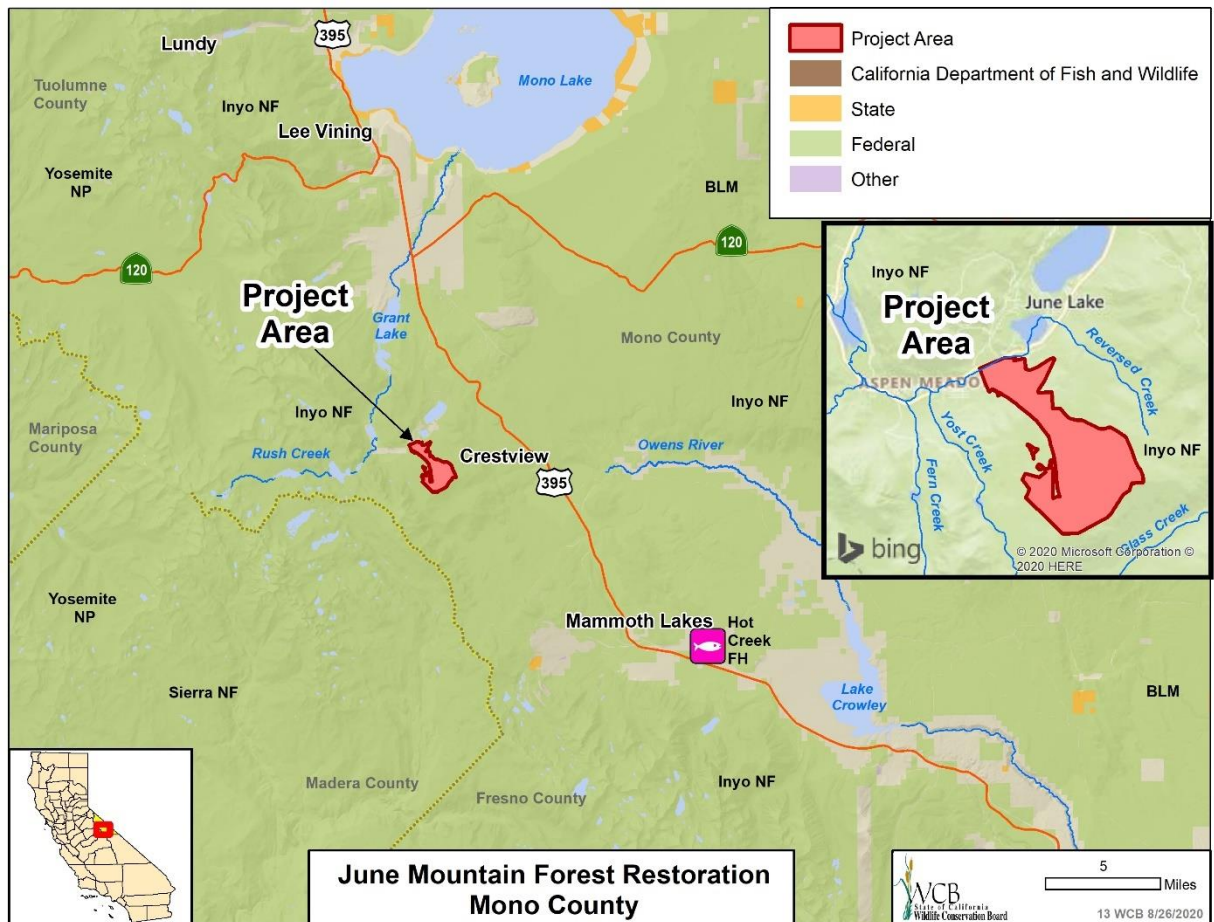 Lundy
395
Tuolumne
County
Inyo NF
Mono Lake
Lee Vining
Yosemite
NP
BLM
120
120
Project
Area
Grant
Lake
Mono County
Inyo NF
Inyo NF
Mariposa
County
Rush Creek
Crestview
395
Owens River
Yosemite
NP
Mammoth Lakes
Hot
Creek
FH
Sierra NF
Lake
Crowley
BLM
Madera County
Fresno County
Inyo NF
Project Area
California Department of Fish and Wildlife
State
Federal
Other
Inyo NF
Project
Area
June Lake
Reversed Creek
ASPEN MEADO
Yost Creek
Fern Creek
Inyo NF
Glass Creek
bing
© 2020 Microsoft Corporation ©
2020 HERE
June Mountain Forest Restoration
Mono County
WCB
State of California
Wildlife Conservation Board
5
Miles
13 WCB 8/26/2020